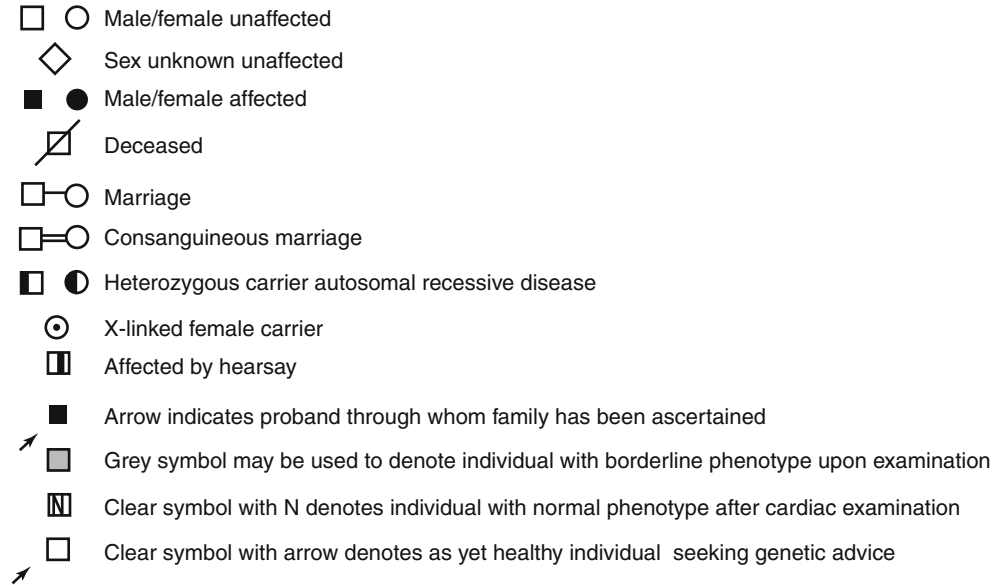 Male/female unaffected
Sex unknown unaffected
Male/female affected
Deceased
Marriage
Consanguineous marriage
Heterozygous carrier autosomal recessive disease
X-linked female carrier
Affected by hearsay
Arrow indicates proband through whom family has been ascertained
Grey symbol may be used to denote individual with borderline phenotype upon examination
N Clear symbol with N denotes individual with normal phenotype after cardiac examination
Clear symbol with arrow denotes as yet healthy individual seeking genetic advice